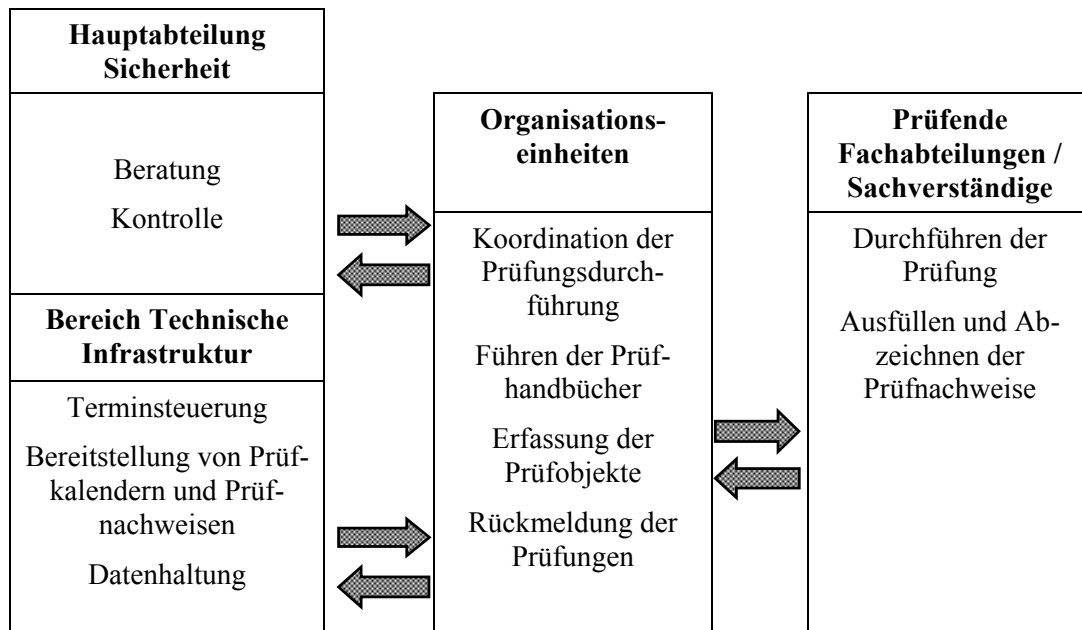 Hauptabteilung
Sicherheit
Beratung
Kontrolle
Bereich Technische
Infrastruktur
Terminsteuerung
Bereitstellung von Prüf-
kalendern und Prüf-
nachweisen
Datenhaltung
Organisations-
einheiten
Koordination der
Prüfungsdurch-
führung
Führen der Prüf-
handbücher
Erfassung der
Prüfobjekte
Rückmeldung der
Prüfungen
Prüfende
Fachabteilungen /
Sachverständige
Durchführen der
Prüfung
Ausfüllen und Ab-
zeichnen der
Prüfnachweise